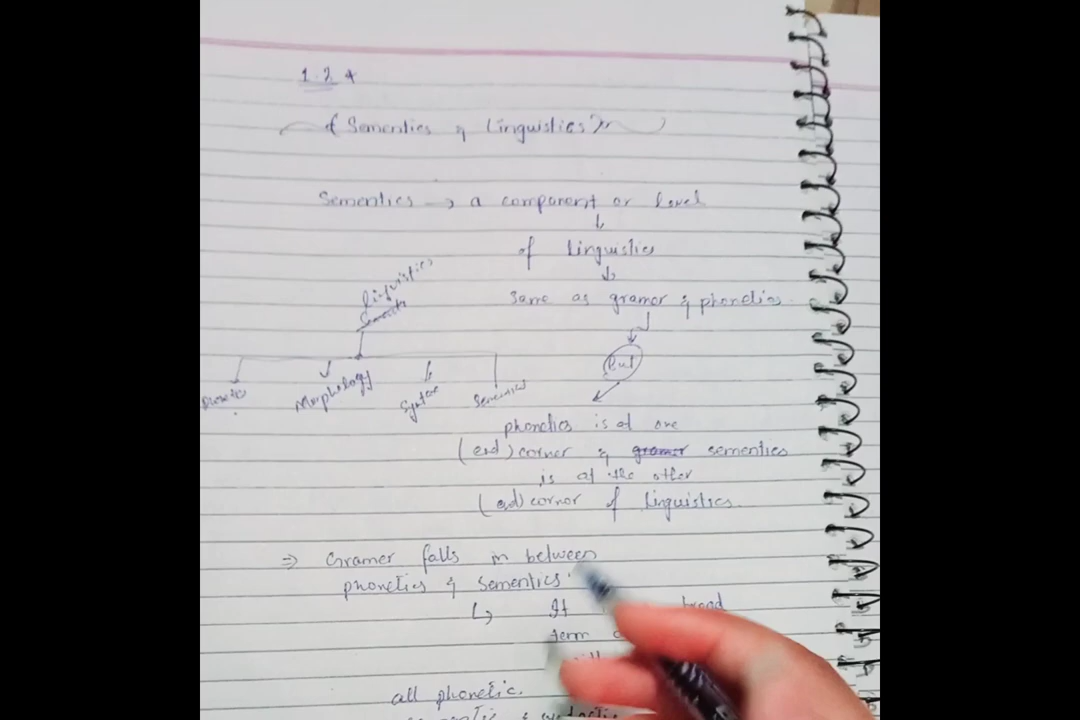 1.2
Sementics & Linguistics
Sementics → a component or level
of Linguistics
same as gramer & phonetics
Linguistics
But
Morphology
Syntax
Sementics
phonetics is at one
(end) corner & gramer sementics
is at the other
(end) corner of Linguistics.
⇒ Gramer falls in between
phonetics & Sementics
↳ It broad
term
all phonetic.